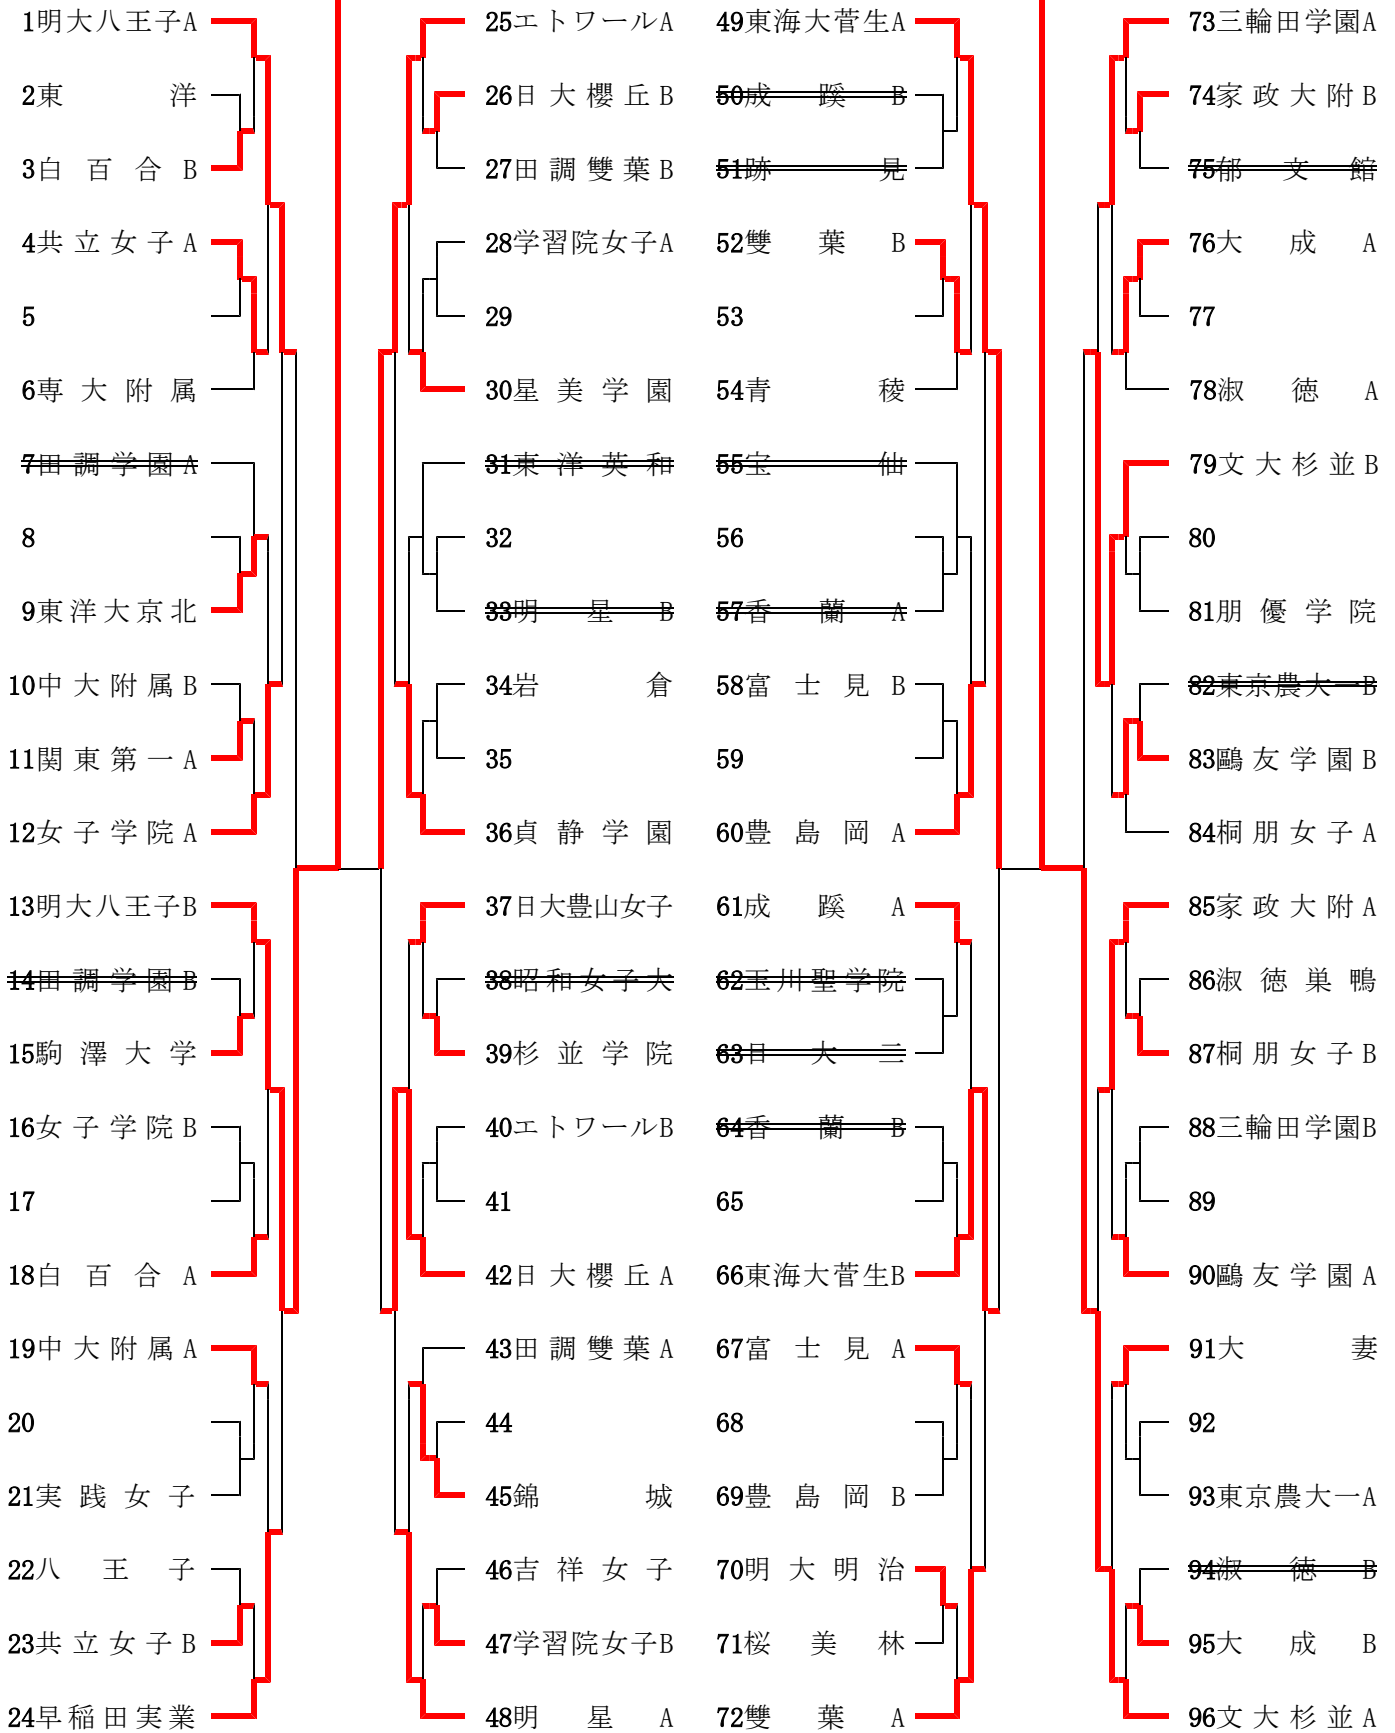 1明大八王子A
2東洋
3白百合B
4共立女子A
5
6専大附属
7田調学園A
8
9東洋大京北
10中大附属B
11関東第一A
12女子学院A
13明大八王子B
14田調学園B
15駒澤大学
16女子学院B
17
18白百合A
19中大附属A
20
21実践女子
22八王子
23共立女子B
24早稲田実業
25エトワールA
26日大櫻丘B
27田調雙葉B
28学習院女子A
29
30星美学園
31東洋英和
32
33明星B
34岩倉
35
36貞静学園
37日大豊山女子
38昭和女子大
39杉並学院
40エトワールB
41
42日大櫻丘A
43田調雙葉A
44
45錦城
46吉祥女子
47学習院女子B
48明星A
49東海大菅生A
50成蹊B
51跡見
52雙葉B
53
54青稜
55宝仙
56
57香蘭A
58富士見B
59
60豊島岡A
61成蹊A
62玉川聖学院
63日大三
64香蘭B
65
66東海大菅生B
67富士見A
68
69豊島岡B
70明大明治
71桜美林
72雙葉A
73三輪田学園A
74家政大附B
75郁文館
76大成A
77
78淑徳A
79文大杉並B
80
81朋優学院
82東京農大一B
83鷗友学園B
84桐朋女子A
85家政大附A
86淑徳巣鴨
87桐朋女子B
88三輪田学園B
89
90鷗友学園A
91大妻
92
93東京農大一A
94淑徳B
95大成B
96文大杉並A